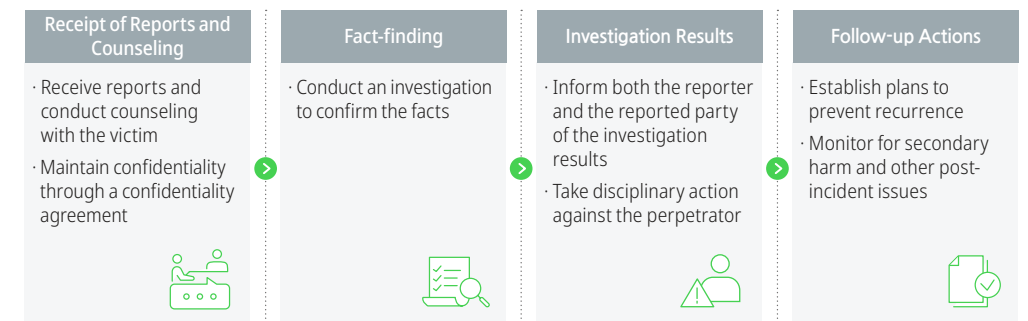 Receipt of Reports and
Counseling
· Receive reports and
conduct counseling
with the victim
· Maintain confidentiality
through a confidentiality
agreement
Fact-finding
· Conduct an investigation
to confirm the facts
Investigation Results
· Inform both the reporter
and the reported party
of the investigation
results
· Take disciplinary action
against the perpetrator
Follow-up Actions
· Establish plans to
prevent recurrence
· Monitor for secondary
harm and other post-
incident issues